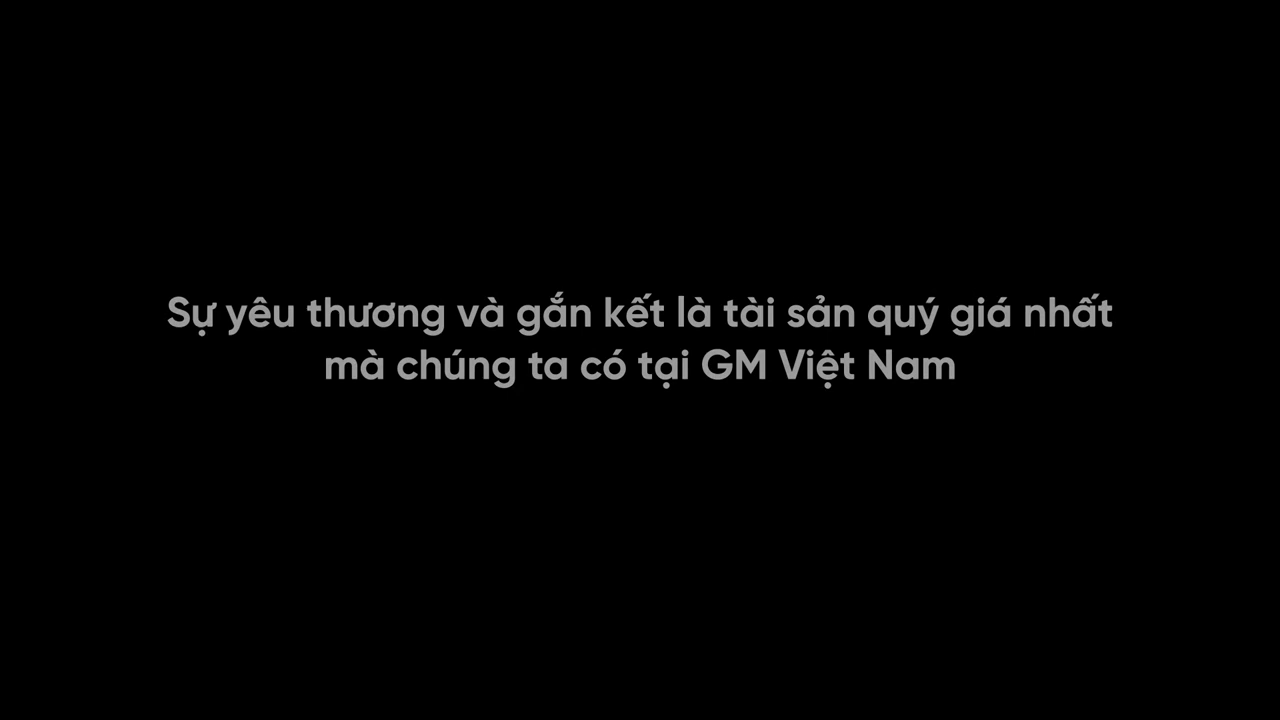 Sự yêu thương và gắn kết là tài sản quý giá nhất
mà chúng ta có tại GM Việt Nam